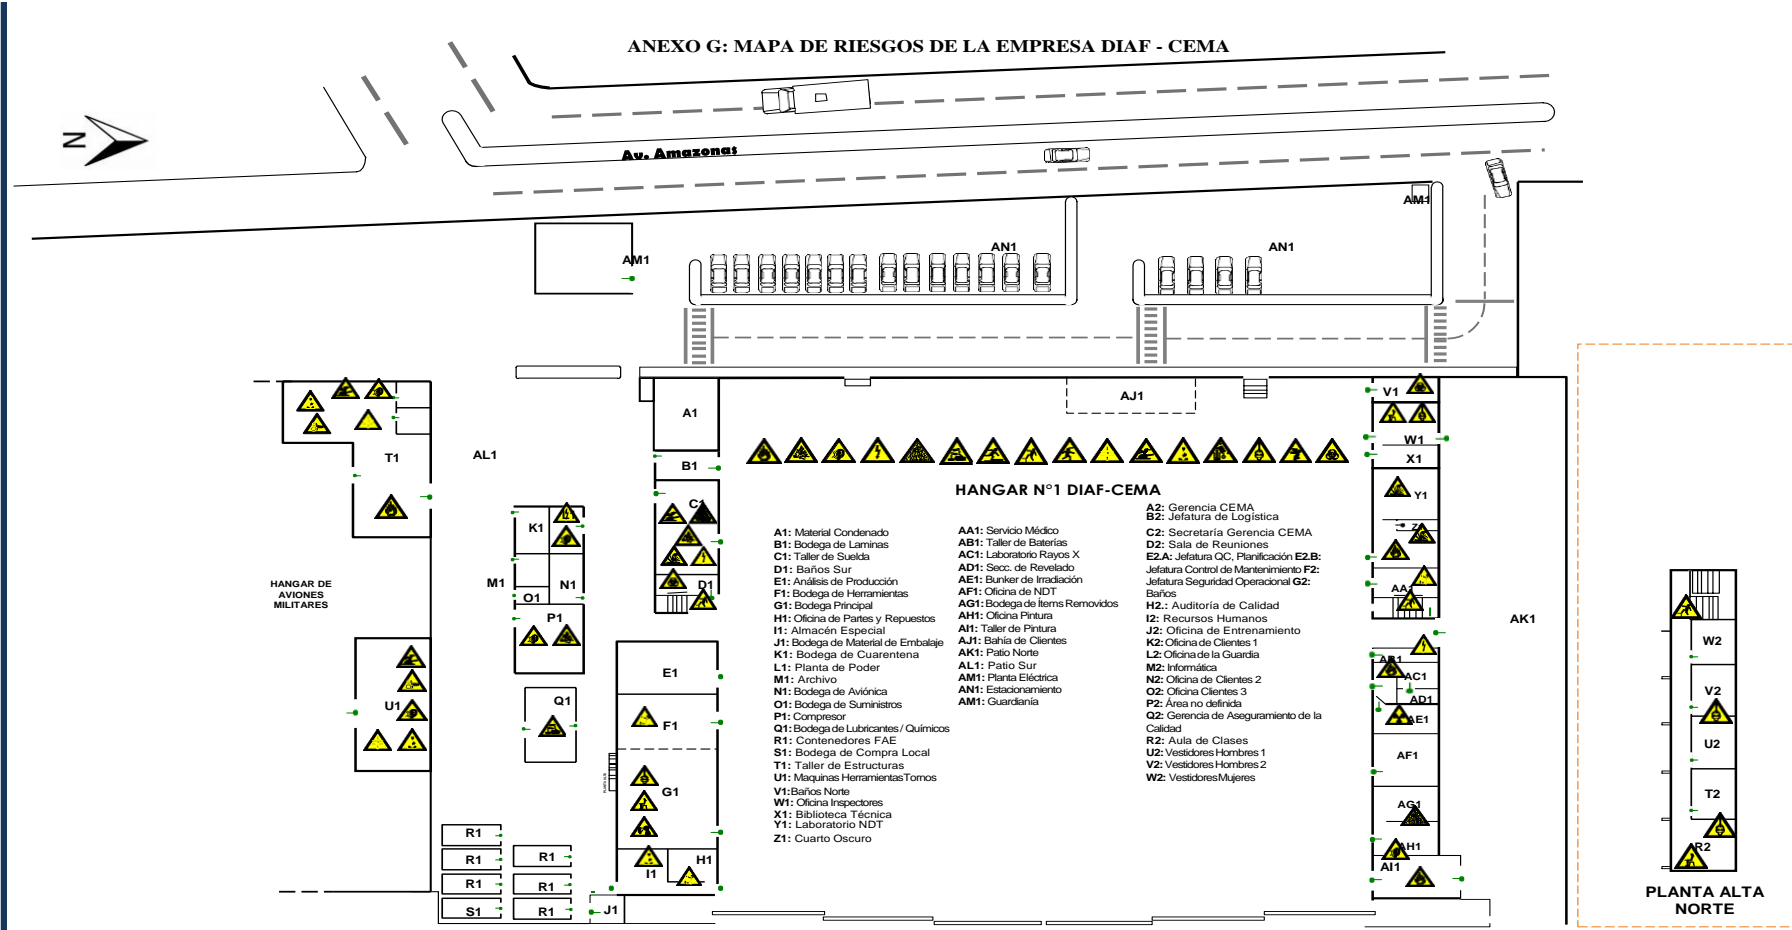 ANEXO G: MAPA DE RIESGOS DE LA EMPRESA DIAF - CEMA
N
Av. Amazonas
AM1
AM1
AN1
AN1
AJ1
A1
B1
C1
D1
T1
AL1
K1
M1
N1
O1
P1
Q1
U1
HANGAR DE
AVIONES
MILITARES
E1
F1
G1
H1
I1
J1
R1
R1
R1
S1
R1
R1
R1
V1
W1
X1
Y1
AA1
AB1
AC1
AD1
AE1
AF1
AG1
AH1
AI1
AK1
HANGAR N°1 DIAF-CEMA
A1: Material Condenado
B1: Bodega de Laminas
C1: Taller de Suelda
D1: Baños Sur
E1: Análisis de Producción
F1: Bodega de Herramientas
G1: Bodega Principal
H1: Oficina de Partes y Repuestos
I1: Almacén Especial
J1: Bodega de Material de Embalaje
K1: Bodega de Cuarentena
L1: Planta de Poder
M1: Archivo
N1: Bodega de Aviónica
O1: Bodega de Suministros
P1: Compresor
Q1: Bodega de Lubricantes / Químicos
R1: Contenedores FAE
S1: Bodega de Compra Local
T1: Taller de Estructuras
U1: Maquinas Herramientas Tornos
V1: Baños Norte
W1: Oficina Inspectores
X1: Biblioteca Técnica
Y1: Laboratorio NDT
Z1: Cuarto Oscuro
AA1: Servicio Médico
AB1: Taller de Baterías
AC1: Laboratorio Rayos X
AD1: Secc. de Revelado
AE1: Bunker de Irradiación
AF1: Oficina de NDT
AG1: Bodega de Ítems Removidos
AH1: Oficina Pintura
AI1: Taller de Pintura
AJ1: Bahía de Clientes
AK1: Patio Norte
AL1: Patio Sur
AM1: Planta Eléctrica
AN1: Estacionamiento
AM1: Guardianía
A2: Gerencia CEMA
B2: Jefatura de Logística
C2: Secretaría Gerencia CEMA
D2: Sala de Reuniones
E2.A: Jefatura QC, Planificación E2.B:
Jefatura Control de Mantenimiento F2:
Jefatura Seguridad Operacional G2:
Baños
H2.: Auditoría de Calidad
I2: Recursos Humanos
J2: Oficina de Entrenamiento
K2: Oficina de Clientes 1
L2: Oficina de la Guardia
M2: Informática
N2: Oficina de Clientes 2
O2: Oficina Clientes 3
P2: Área no definida
Q2: Gerencia de Aseguramiento de la
Calidad
R2: Aula de Clases
U2: Vestidores Hombres 1
V2: Vestidores Hombres 2
W2: Vestidores Mujeres
W2
V2
U2
T2
R2
PLANTA ALTA
NORTE